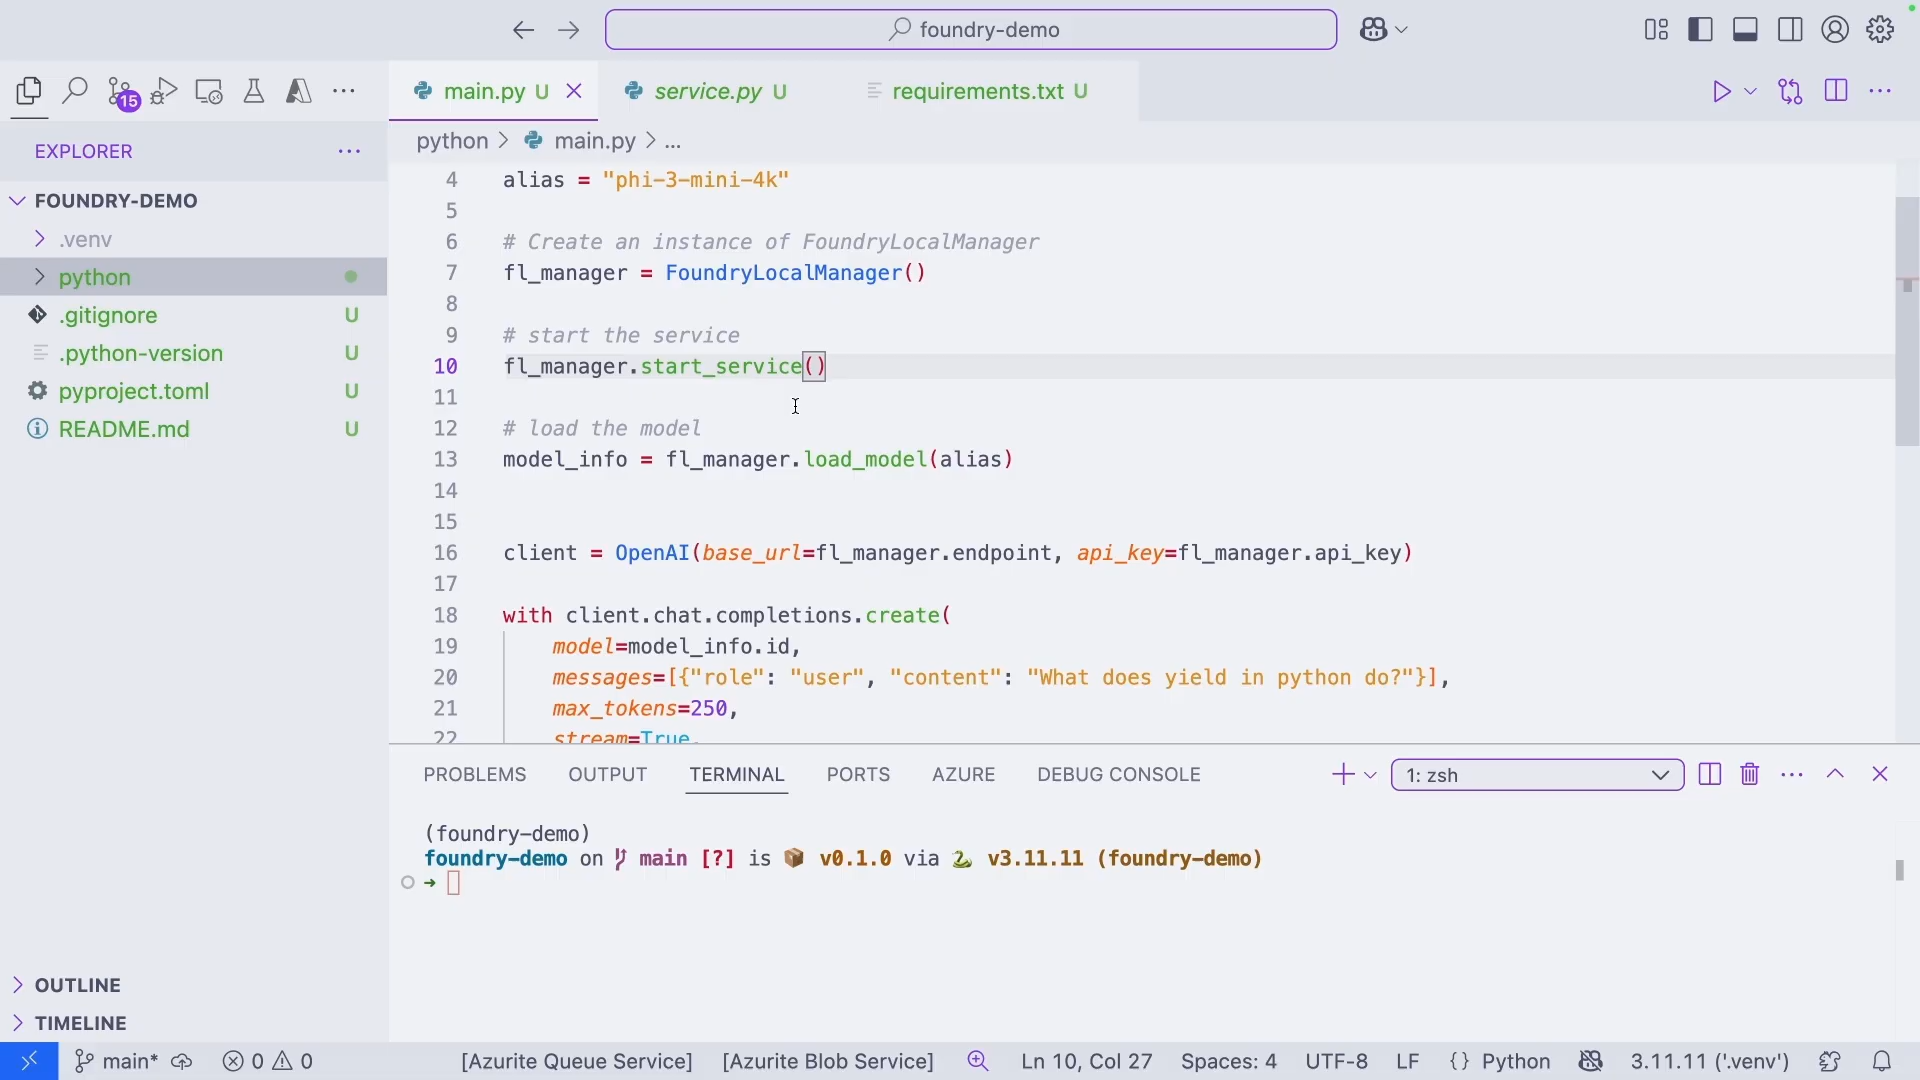 foundry-demo
15
main.py U
service.py U
requirements.txt U
EXPLORER
python > main.py > ...
FOUNDRY-DEMO
.venv
python
.gitignore U
.python-version U
pyproject.toml U
README.md U
OUTLINE
TIMELINE
4 alias = "phi-3-mini-4k"
5
6 # Create an instance of FoundryLocalManager
7 fl_manager = FoundryLocalManager()
8
9 # start the service
10 fl_manager.start_service()
11
12 # load the model
13 model_info = fl_manager.load_model(alias)
14
15
16 client = OpenAI(base_url=fl_manager.endpoint, api_key=fl_manager.api_key)
17
18 with client.chat.completions.create(
19 model=model_info.id,
20 messages=[{"role": "user", "content": "What does yield in python do?"}],
21 max_tokens=250,
22 stream=True,
PROBLEMS OUTPUT TERMINAL PORTS AZURE DEBUG CONSOLE
1: zsh
(foundry-demo)
foundry-demo on main [?] is 📦 v0.1.0 via 🐍 v3.11.11 (foundry-demo)
➜
main* 0 0 [Azurite Queue Service] [Azurite Blob Service] Ln 10, Col 27 Spaces: 4 UTF-8 LF {} Python 3.11.11 ('.venv')